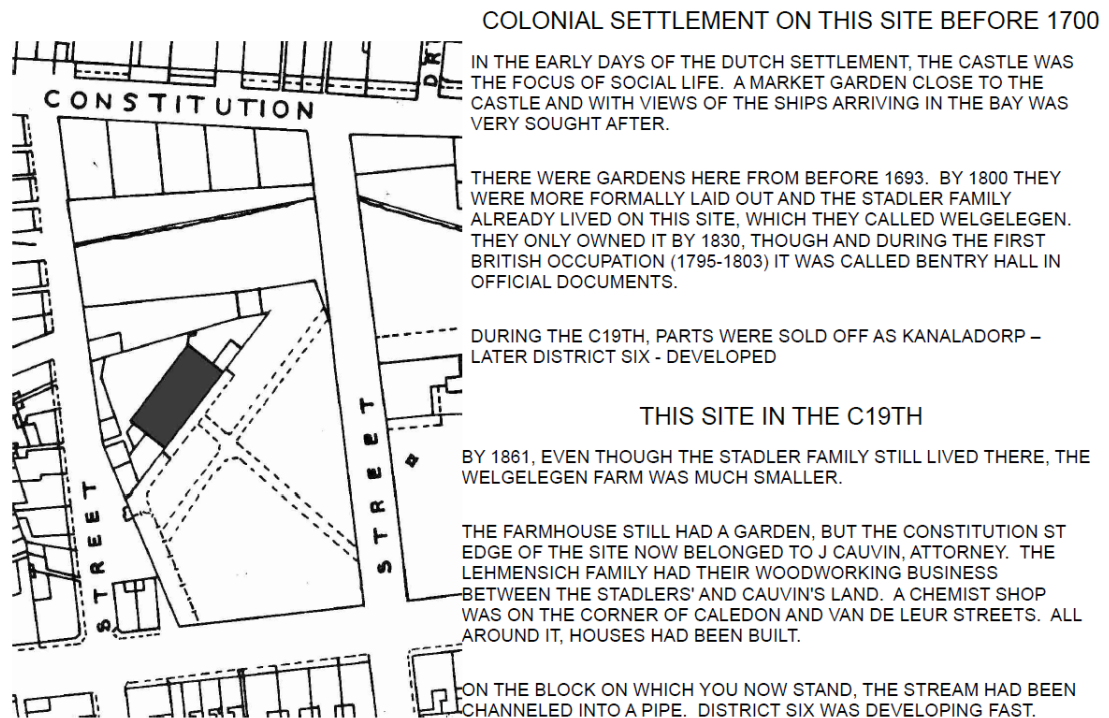 COLONIAL SETTLEMENT ON THIS SITE BEFORE 1700
IN THE EARLY DAYS OF THE DUTCH SETTLEMENT, THE CASTLE WAS
THE FOCUS OF SOCIAL LIFE. A MARKET GARDEN CLOSE TO THE
CASTLE AND WITH VIEWS OF THE SHIPS ARRIVING IN THE BAY WAS
VERY SOUGHT AFTER.
THERE WERE GARDENS HERE FROM BEFORE 1693. BY 1800 THEY
WERE MORE FORMALLY LAID OUT AND THE STADLER FAMILY
ALREADY LIVED ON THIS SITE, WHICH THEY CALLED WELGELEGEN.
THEY ONLY OWNED IT BY 1830, THOUGH AND DURING THE FIRST
BRITISH OCCUPATION (1795-1803) IT WAS CALLED BENTRY HALL IN
OFFICIAL DOCUMENTS.
DURING THE C19TH, PARTS WERE SOLD OFF AS KANALADORP –
LATER DISTRICT SIX - DEVELOPED
THIS SITE IN THE C19TH
BY 1861, EVEN THOUGH THE STADLER FAMILY STILL LIVED THERE, THE
WELGELEGEN FARM WAS MUCH SMALLER.
THE FARMHOUSE STILL HAD A GARDEN, BUT THE CONSTITUTION ST
EDGE OF THE SITE NOW BELONGED TO J CAUVIN, ATTORNEY. THE
LEHMENSICH FAMILY HAD THEIR WOODWORKING BUSINESS
BETWEEN THE STADLERS' AND CAUVIN'S LAND. A CHEMIST SHOP
WAS ON THE CORNER OF CALEDON AND VAN DE LEUR STREETS. ALL
AROUND IT, HOUSES HAD BEEN BUILT.
ON THE BLOCK ON WHICH YOU NOW STAND, THE STREAM HAD BEEN
CHANNELED INTO A PIPE. DISTRICT SIX WAS DEVELOPING FAST.
CONSTITUTION
DR
STREET
STREET